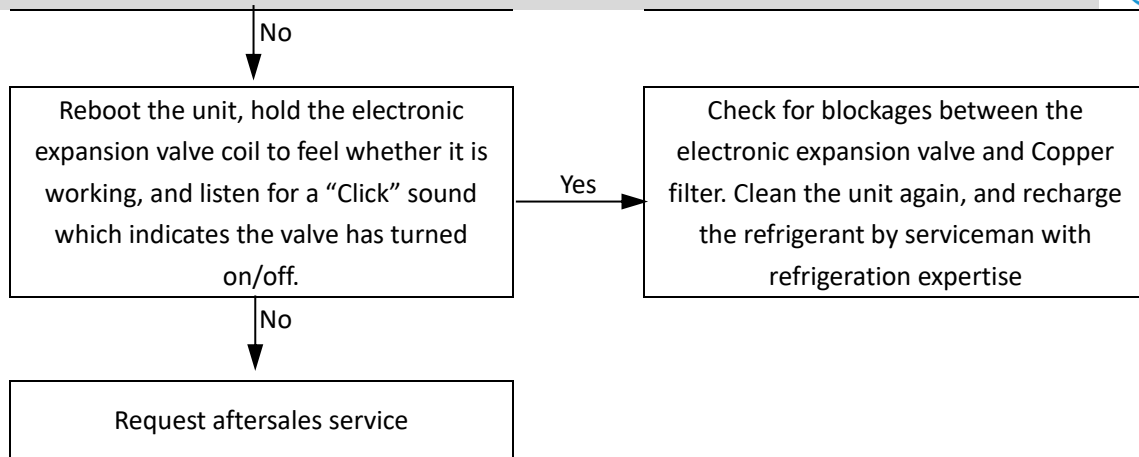 No
Reboot the unit, hold the electronic
expansion valve coil to feel whether it is
working, and listen for a “Click” sound
which indicates the valve has turned
on/off.
Yes
Check for blockages between the
electronic expansion valve and Copper
filter. Clean the unit again, and recharge
the refrigerant by serviceman with
refrigeration expertise
No
Request aftersales service